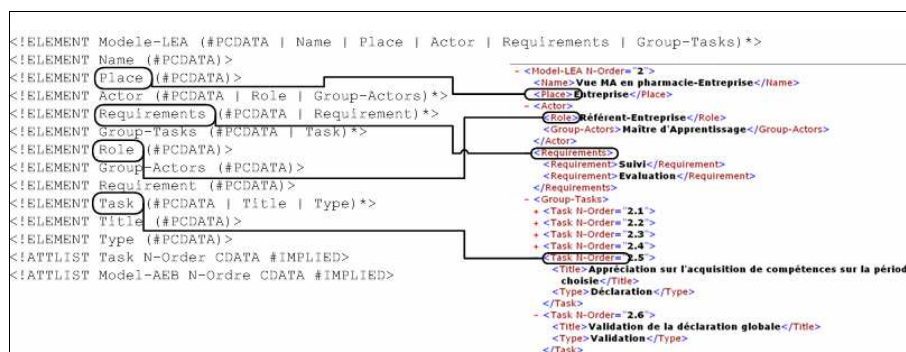 <!ELEMENT Modele-LEA (#PCDATA | Name | Place | Actor | Requirements | Group-Tasks)*>
<!ELEMENT Name (#PCDATA)>
<!ELEMENT Place (#PCDATA)>
<!ELEMENT Actor (#PCDATA | Role | Group-Actors)*>
<!ELEMENT Requirements (#PCDATA | Requirement)*>
<!ELEMENT Group-Tasks (#PCDATA | Task)*>
<!ELEMENT Role (#PCDATA)>
<!ELEMENT Group-Actors (#PCDATA)>
<!ELEMENT Requirement (#PCDATA)>
<!ELEMENT Task (#PCDATA | Title | Type)*>
<!ELEMENT Title (#PCDATA)>
<!ELEMENT Type (#PCDATA)>
<!ATTLIST Task N-Order CDATA #IMPLIED>
<!ATTLIST Model-AEB N-Ordre CDATA #IMPLIED>
- <Model-LEA N-Order="2">
<Name>Vue MA en pharmacie-Entreprise</Name>
<Place>Entreprise</Place>
- <Actor>
<Role>Référent-Entreprise</Role>
<Group-Actors>Maître d'Apprentissage</Group-Actors>
</Actor>
- <Requirements>
<Requirement>Suivi</Requirement>
<Requirement>Evaluation</Requirement>
</Requirements>
- <Group-Tasks>
+ <Task N-Order="2.1">
+ <Task N-Order="2.2">
+ <Task N-Order="2.3">
+ <Task N-Order="2.4">
- <Task N-Order="2.5">
<Title>Appréciation sur l'acquisition de compétences sur la périod
choisie</Title>
<Type>Déclaration</Type>
</Task>
- <Task N-Order="2.6">
<Title>Validation de la déclaration globale</Title>
<Type>Validation</Type>
</Task>